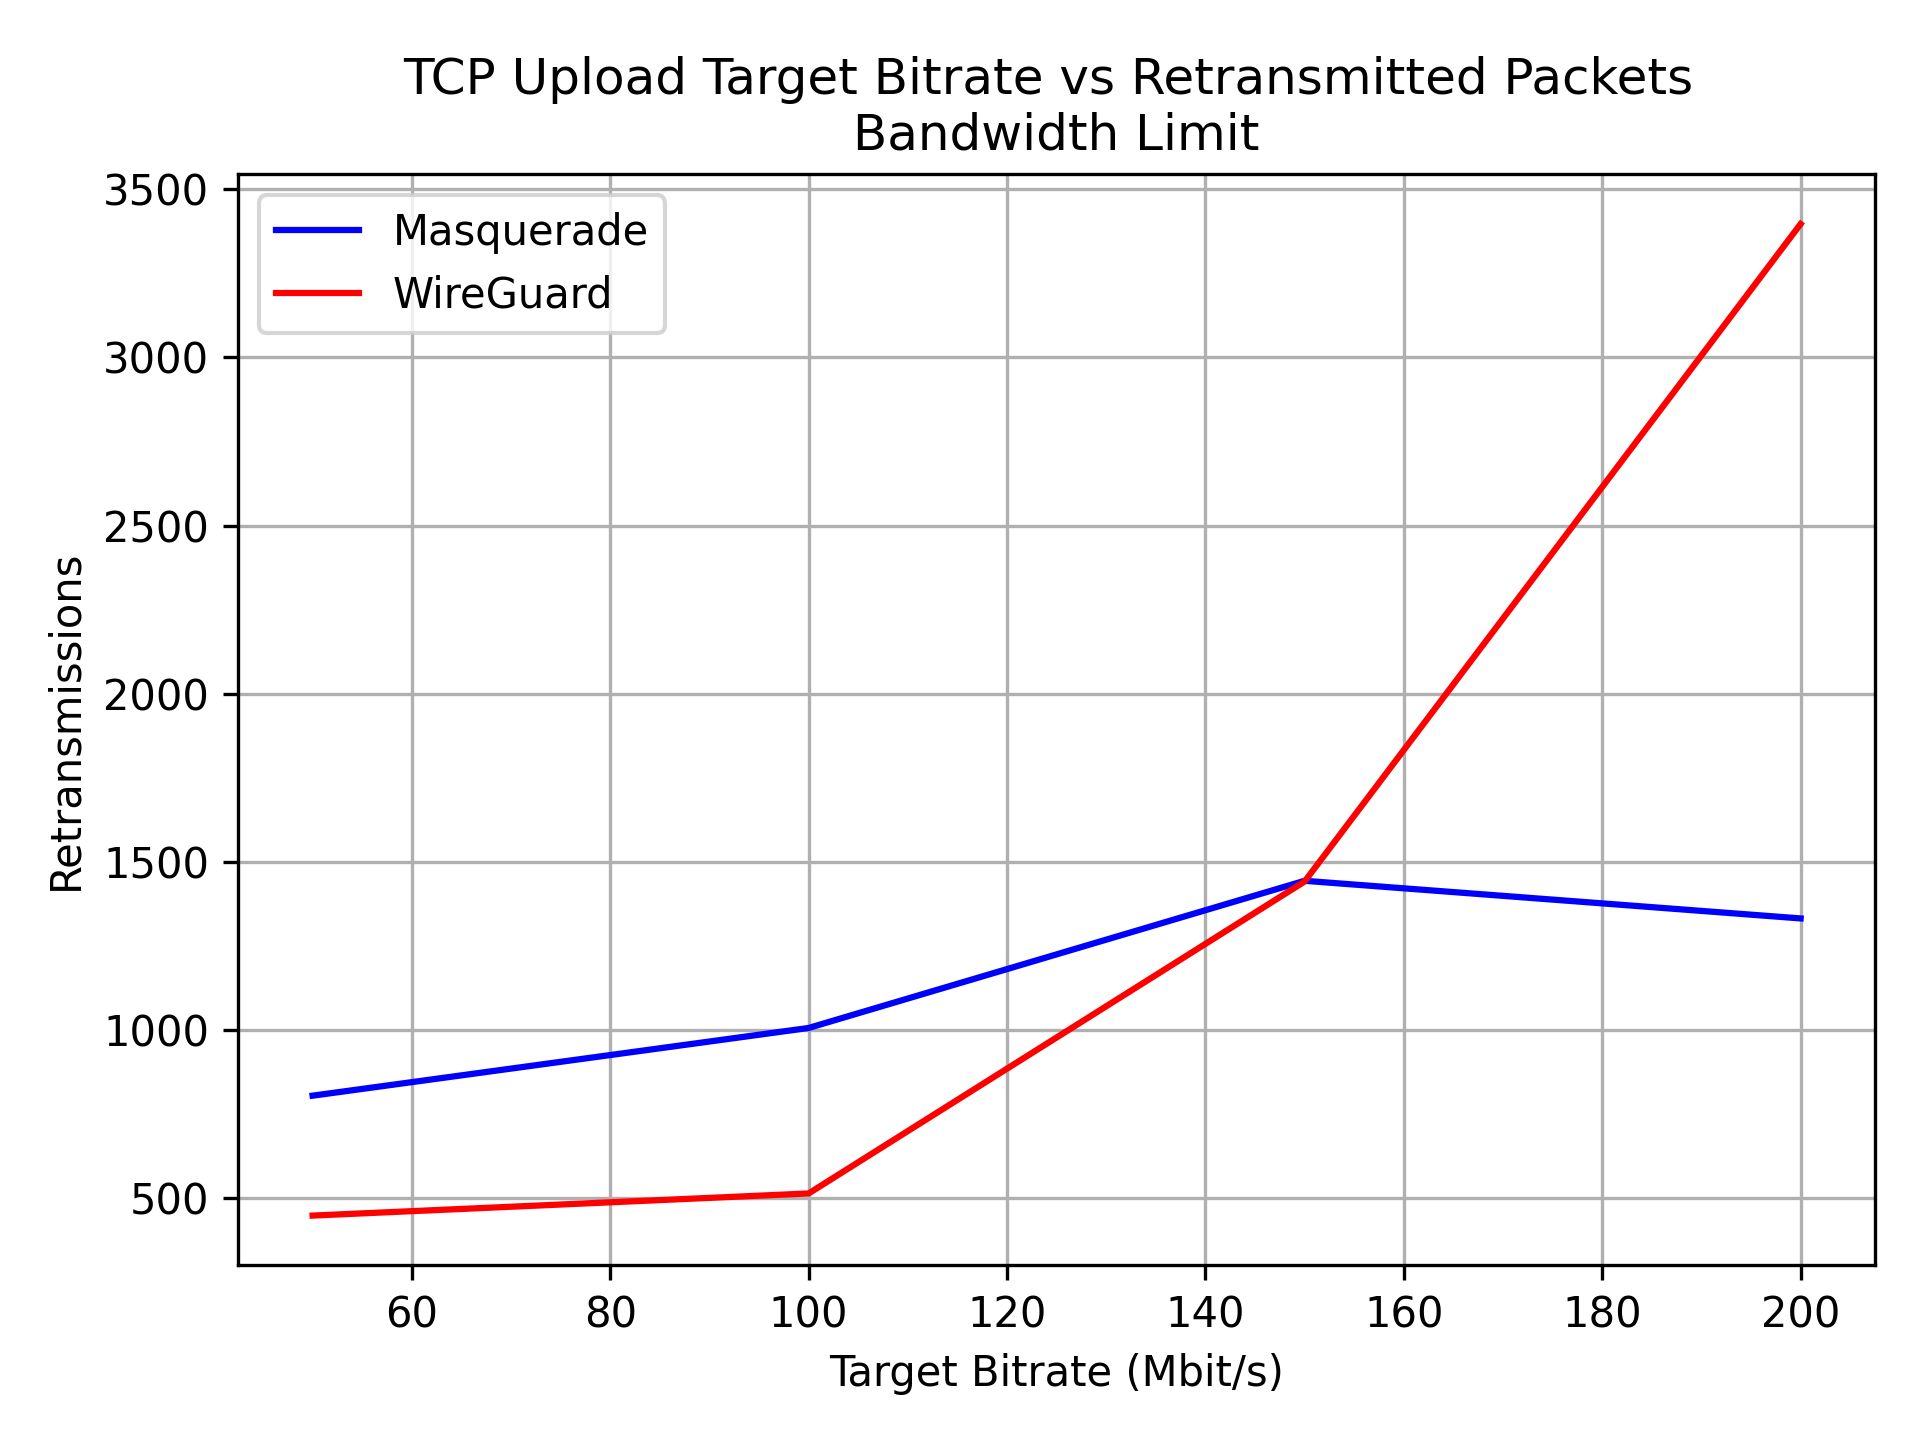 TCP Upload Target Bitrate vs Retransmitted Packets
Bandwidth Limit
Masquerade
WireGuard
3500
3000
2500
2000
1500
1000
500
Retransmissions
60 80 100 120 140 160 180 200
Target Bitrate (Mbit/s)